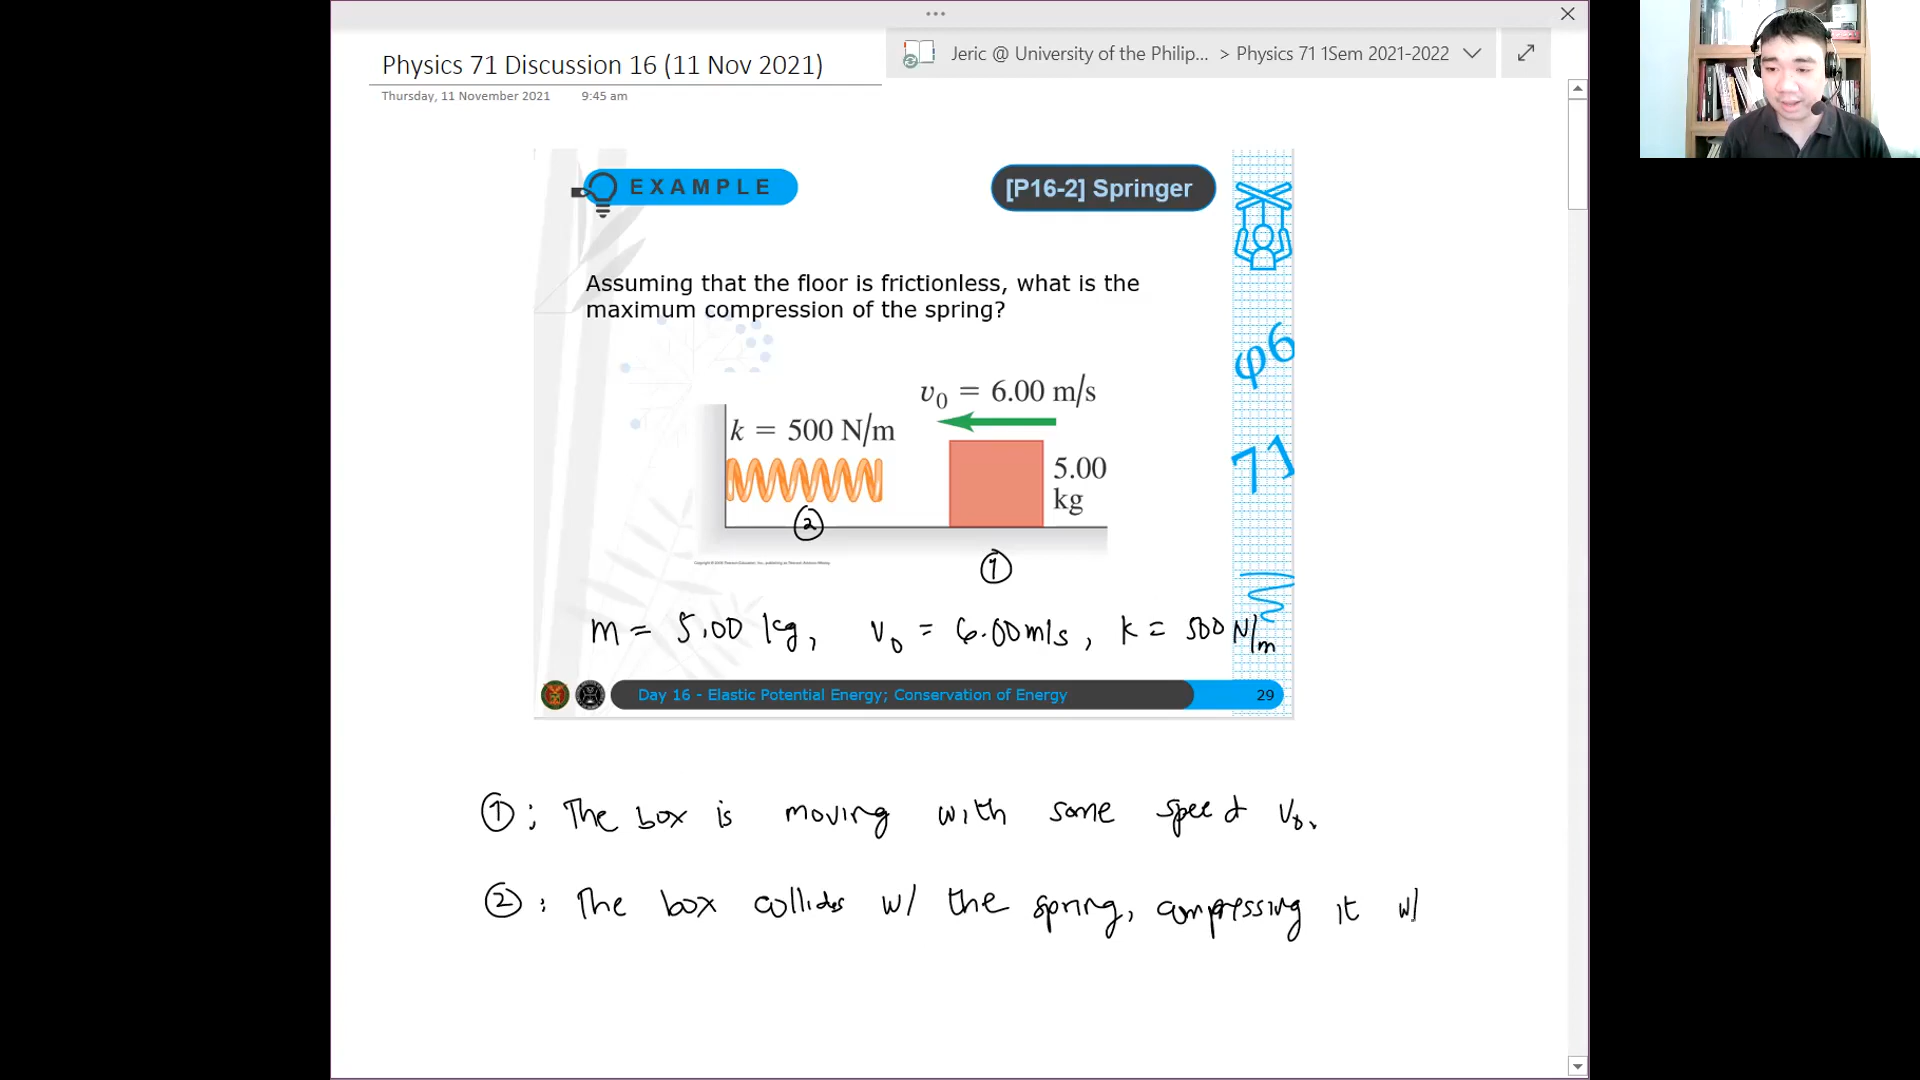 Physics 71 Discussion 16 (11 Nov 2021)
Jeric @ University of the Philip... > Physics 71 1Sem 2021-2022
Thursday, 11 November 2021 9:45 am
EXAMPLE
[P16-2] Springer
Assuming that the floor is frictionless, what is the
maximum compression of the spring?
φ6
71
v0 = 6.00 m/s
k = 500 N/m
5.00
kg
2
1
m = 5.00 kg, v0 = 6.00 m/s, k = 500 N/m
Day 16 - Elastic Potential Energy; Conservation of Energy
29
①: The box is moving with some speed v0.
②: The box collides w/ the spring, compressing it w/